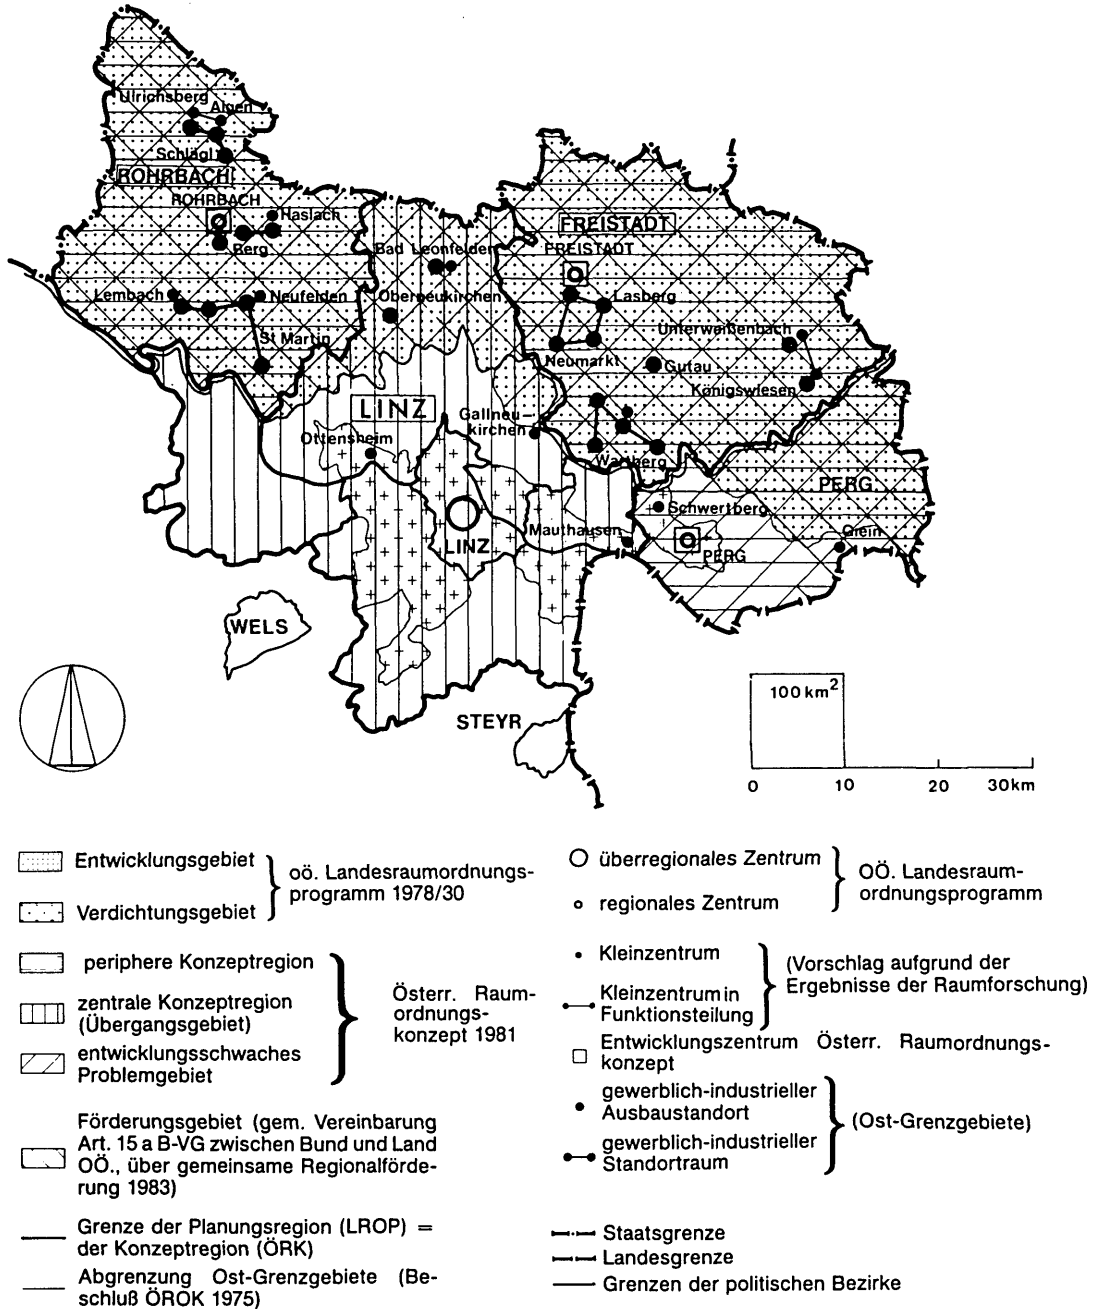 Ulrichsberg
Aigen
Schlägl
ROHRBACH
ROHRBACH
Haslach
Berg
Bad Leonfelden
FREISTADT
FREISTADT
Lembach
Neufelden
Oberneukirchen
Lasberg
St Martin
Unterweißenbach
Neumarkt
Gutau
Königswiesen
LINZ
Gallneu-
kirchen
Ottensheim
Wartberg
PERG
Schwertberg
Mauthausen
LINZ
PERG
WELS
STEYR
100 km²
0 10 20 30km
Entwicklungsgebiet
Verdichtungsgebiet
oö. Landesraumordnungs-
programm 1978/30
periphere Konzeptregion
zentrale Konzeptregion
(Übergangsgebiet)
entwicklungsschwaches
Problemgebiet
Österr. Raum-
ordnungs-
konzept 1981
Förderungsgebiet (gem. Vereinbarung
Art. 15 a B-VG zwischen Bund und Land
OÖ., über gemeinsame Regionalförde-
rung 1983)
Grenze der Planungsregion (LROP) =
der Konzeptregion (ÖRK)
Abgrenzung Ost-Grenzgebiete (Be-
schluß ÖROK 1975)
überregionales Zentrum
regionales Zentrum
OÖ. Landesraum-
ordnungsprogramm
Kleinzentrum
Kleinzentrum in
Funktionsteilung
(Vorschlag aufgrund der
Ergebnisse der Raumforschung)
Entwicklungszentrum Österr. Raumordnungs-
konzept
gewerblich-industrieller
Ausbaustandort
gewerblich-industrieller
Standortraum
(Ost-Grenzgebiete)
Staatsgrenze
Landesgrenze
Grenzen der politischen Bezirke